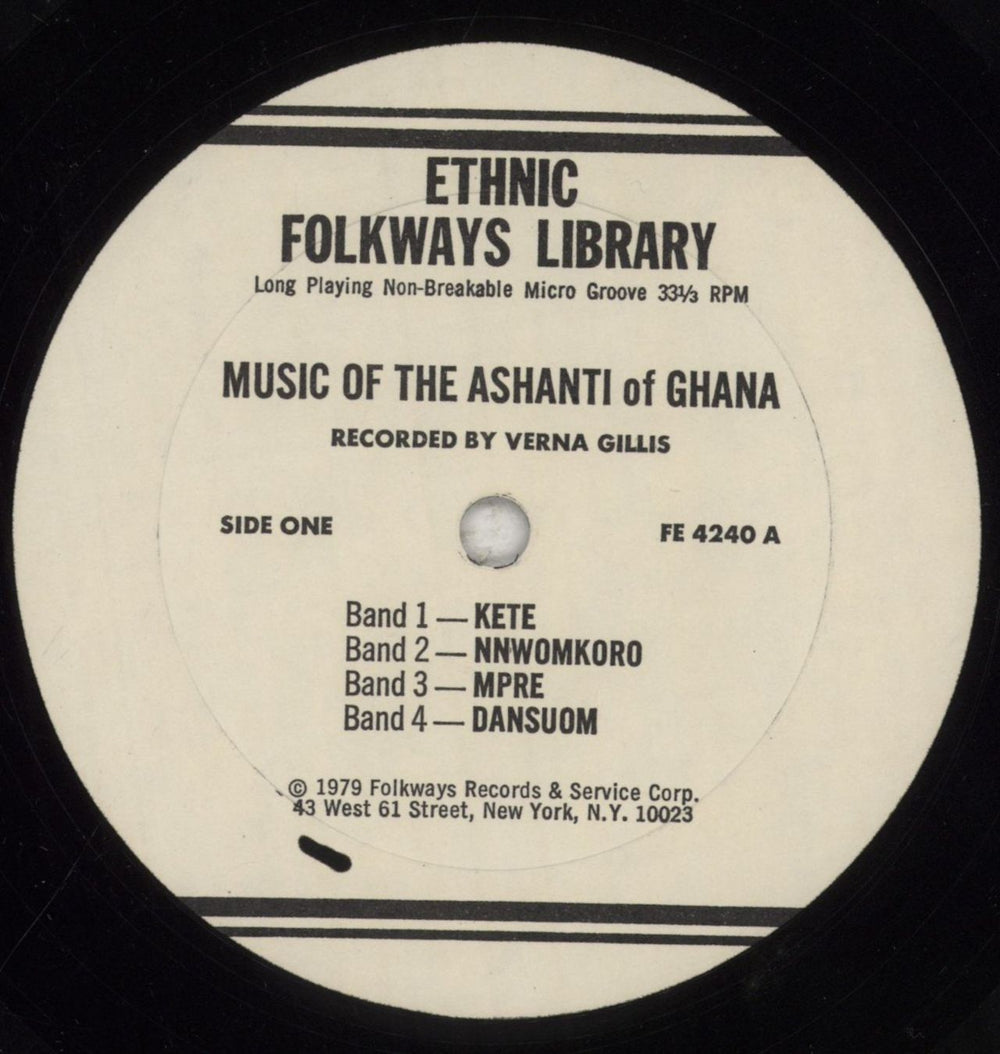 ETHNIC
FOLKWAYS LIBRARY
Long Playing Non-Breakable Micro Groove 33⅓ RPM
MUSIC OF THE ASHANTI of GHANA
RECORDED BY VERNA GILLIS
SIDE ONE FE 4240 A
Band 1 — KETE
Band 2 — NNWOMKORO
Band 3 — MPRE
Band 4 — DANSUOM
© 1979 Folkways Records & Service Corp.
43 West 61 Street, New York, N.Y. 10023